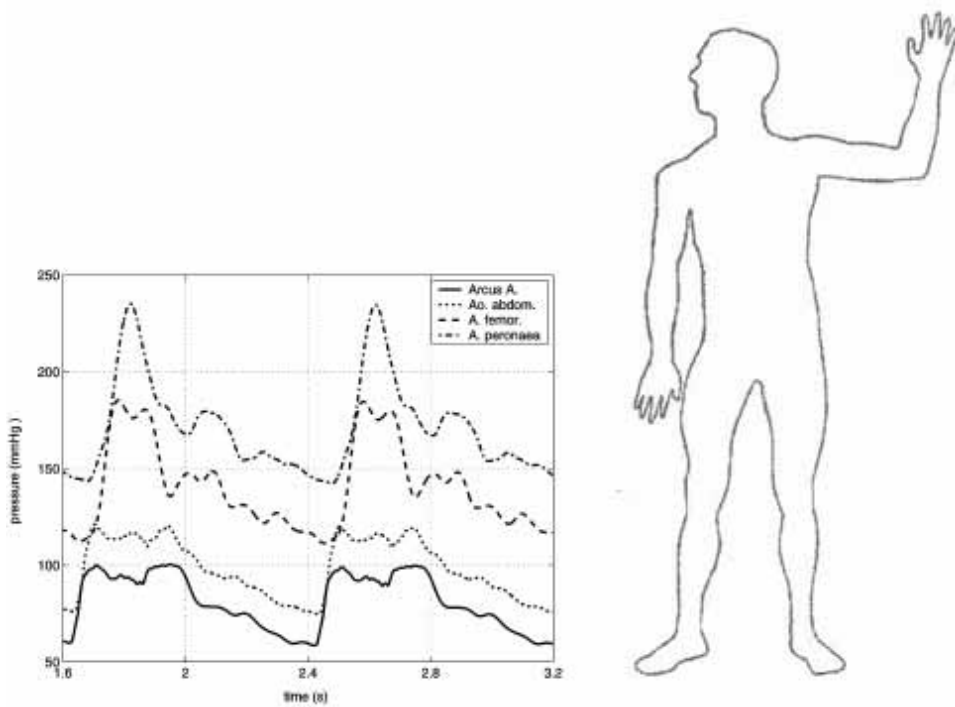 250
200
150
100
50
pressure (mmHg )
Arcus A.
Ao. abdom.
A. femor.
A. peronaea
1.6
2
2.4
2.8
3.2
time (s)